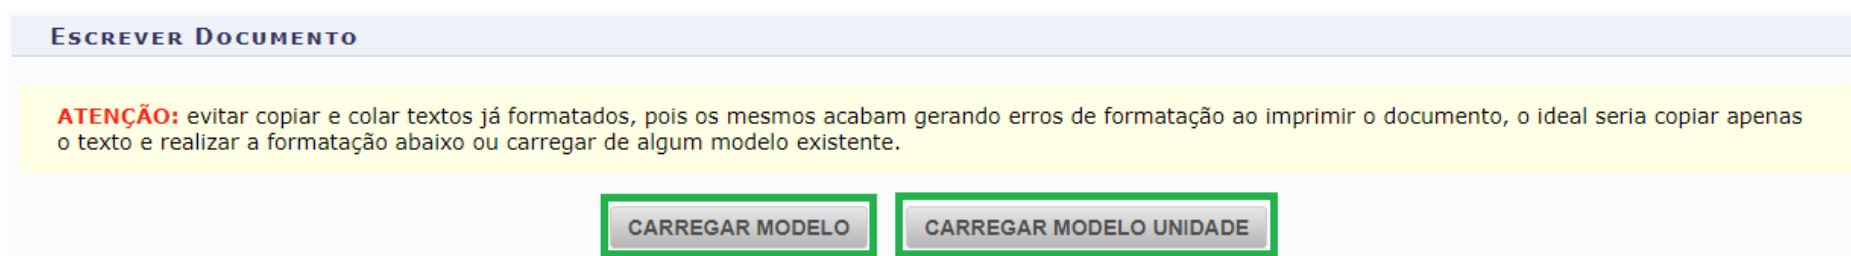 Escrever Documento
ATENÇÃO: evitar copiar e colar textos já formatados, pois os mesmos acabam gerando erros de formatação ao imprimir o documento, o ideal seria copiar apenas
o texto e realizar a formatação abaixo ou carregar de algum modelo existente.
CARREGAR MODELO CARREGAR MODELO UNIDADE